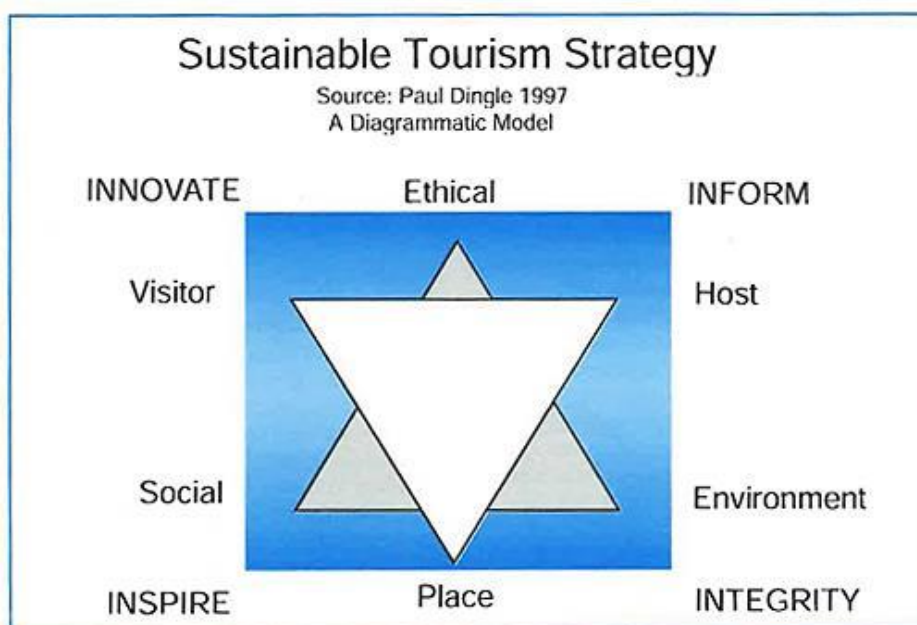 Sustainable Tourism Strategy
Source: Paul Dingle 1997
A Diagrammatic Model
INNOVATE Ethical INFORM
Visitor Host
Social Environment
INSPIRE Place INTEGRITY